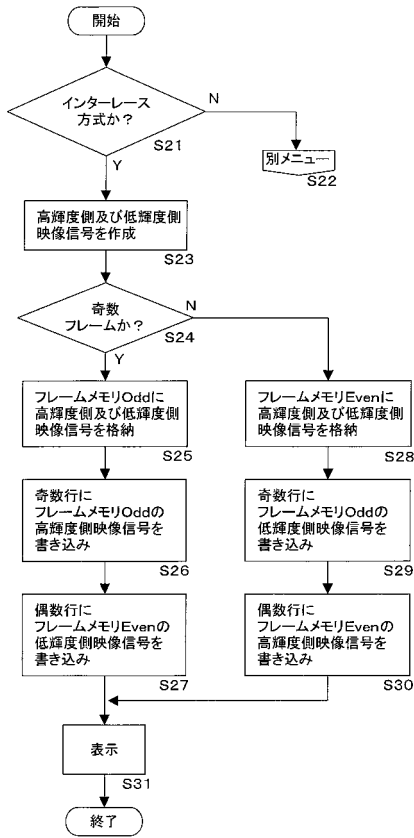 開始
インターレース
方式か？
N
S21
Y
別メニュー
S22
高輝度側及び低輝度側
映像信号を作成
S23
奇数
フレームか？
N
S24
Y
フレームメモリOddに
高輝度側及び低輝度側
映像信号を格納
S25
フレームメモリEvenに
高輝度側及び低輝度側
映像信号を格納
S28
奇数行に
フレームメモリOddの
高輝度側映像信号を
書き込み
S26
奇数行に
フレームメモリOddの
低輝度側映像信号を
書き込み
S29
偶数行に
フレームメモリEvenの
低輝度側映像信号を
書き込み
S27
偶数行に
フレームメモリEvenの
高輝度側映像信号を
書き込み
S30
表示
S31
終了